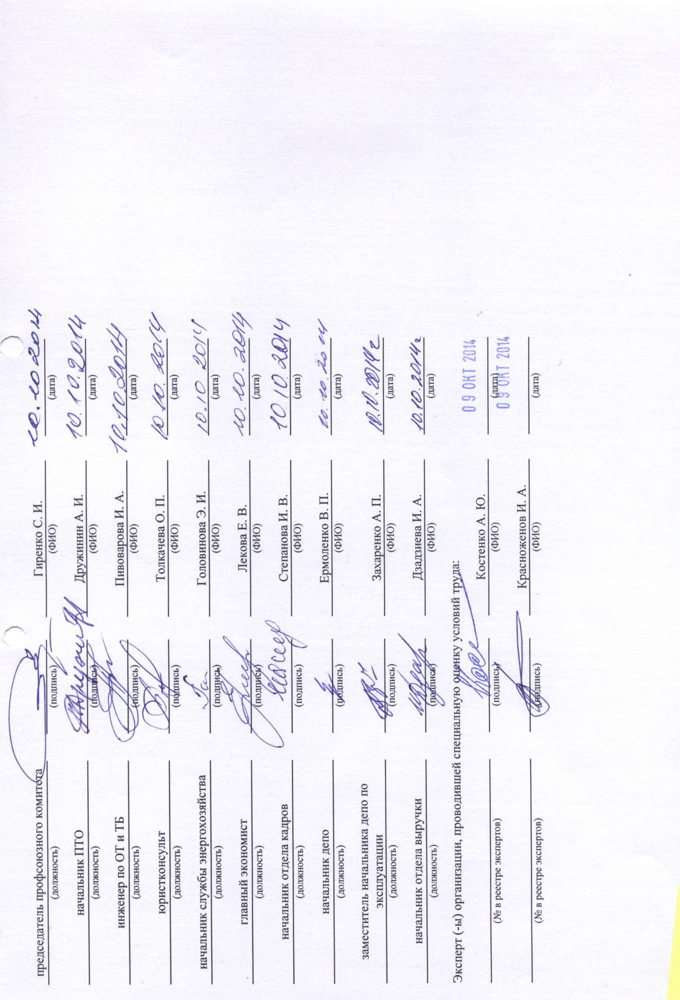 председатель профсоюзного комитета Гиренко С. И. 10.10.2014
(должность) (подпись) (ФИО) (дата)
начальник ПТО Дружинин А. И. 10.10.2014
(должность) (подпись) (ФИО) (дата)
инженер по ОТ и ТБ Пивоварова И. А. 10.10.2014
(должность) (подпись) (ФИО) (дата)
юристконсульт Толкачева О. П. 10.10.2014
(должность) (подпись) (ФИО) (дата)
начальник службы энергохозяйства Головинова Э. И. 10.10 2014
(должность) (подпись) (ФИО) (дата)
главный экономист Лекова Е. В. 10.10.2014
(должность) (подпись) (ФИО) (дата)
начальник отдела кадров Степанова И. В. 10.10.2014
(должность) (подпись) (ФИО) (дата)
начальник депо Ермоленко В. П. 10.10.2014
(должность) (подпись) (ФИО) (дата)
заместитель начальника депо по
эксплуатации Захаренко А. П. 10.10.2014г
(должность) (подпись) (ФИО) (дата)
начальник отдела выручки Дзадзиева И. А. 10.10.2014г
(должность) (подпись) (ФИО) (дата)
Эксперт (-ы) организации, проводившей специальную оценку условий труда:
Костенко А. Ю. 09 ОКТ 2014
(№ в реестре экспертов) (подпись) (ФИО) (дата)
Красноженов И. А. 09 ОКТ 2014
(№ в реестре экспертов) (подпись) (ФИО) (дата)